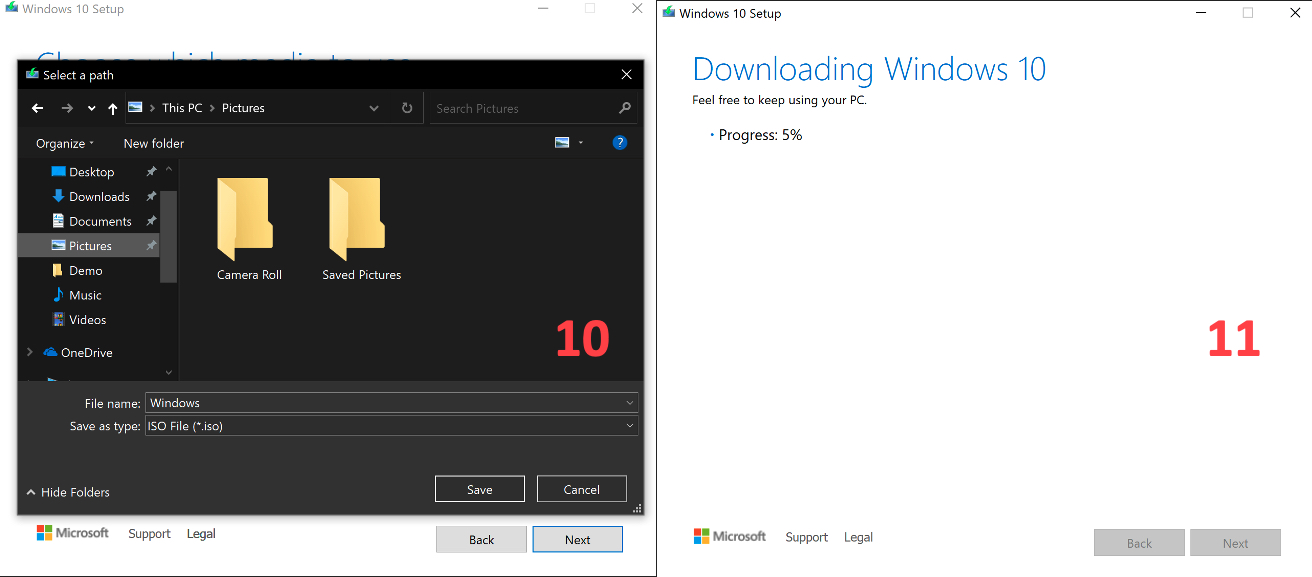 Windows 10 Setup
Choose which media to use
Select a path
This PC > Pictures
Search Pictures
Organize
New folder
?
Desktop
Downloads
Documents
Pictures
Demo
Music
Videos
OneDrive
Camera Roll
Saved Pictures
10
File name: Windows
Save as type: ISO File (*.iso)
Hide Folders
Save
Cancel
Microsoft
Support
Legal
Back
Next
Windows 10 Setup
Downloading Windows 10
Feel free to keep using your PC.
• Progress: 5%
11
Microsoft
Support
Legal
Back
Next